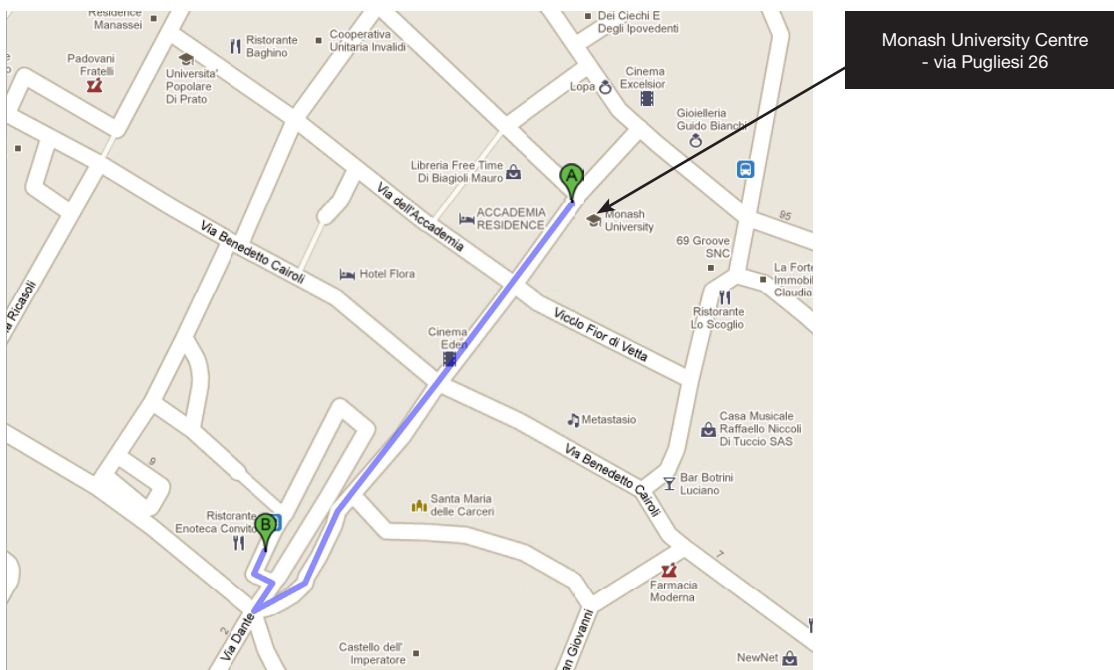 Residence
Manassei
Ristorante
Baghino
Cooperativa
Unitaria Invalidi
Dei Ciechi E
Degli Ipovedenti
Monash University Centre
- via Pugliesi 26
Padovani
Fratelli
Universita'
Popolare
Di Prato
Cinema
Excelsior
Lopa
Gioielleria
Guido Bianchi
A
Libreria Free Time
Di Biagioli Mauro
Via dell'Accademia
ACCADEMIA
RESIDENCE
Monash
University
95
Via Benedetto Cairoli
69 Groove
SNC
Hotel Flora
La Forte
Immobil
Claudia
Ristorante
Lo Scoglio
a Ricasoli
Vicclo Fior di Vetta
Cinema
Eden
Metastasio
Casa Musicale
Raffaello Niccoli
Di Tuccio SAS
Via Benedetto Cairoli
9
Bar Botrini
Luciano
Santa Maria
delle Carceri
Ristorante
Enoteca Convito
B
7
Farmacia
Moderna
2
Via Dante
an Giovanni
Castello dell'
Imperatore
NewNet